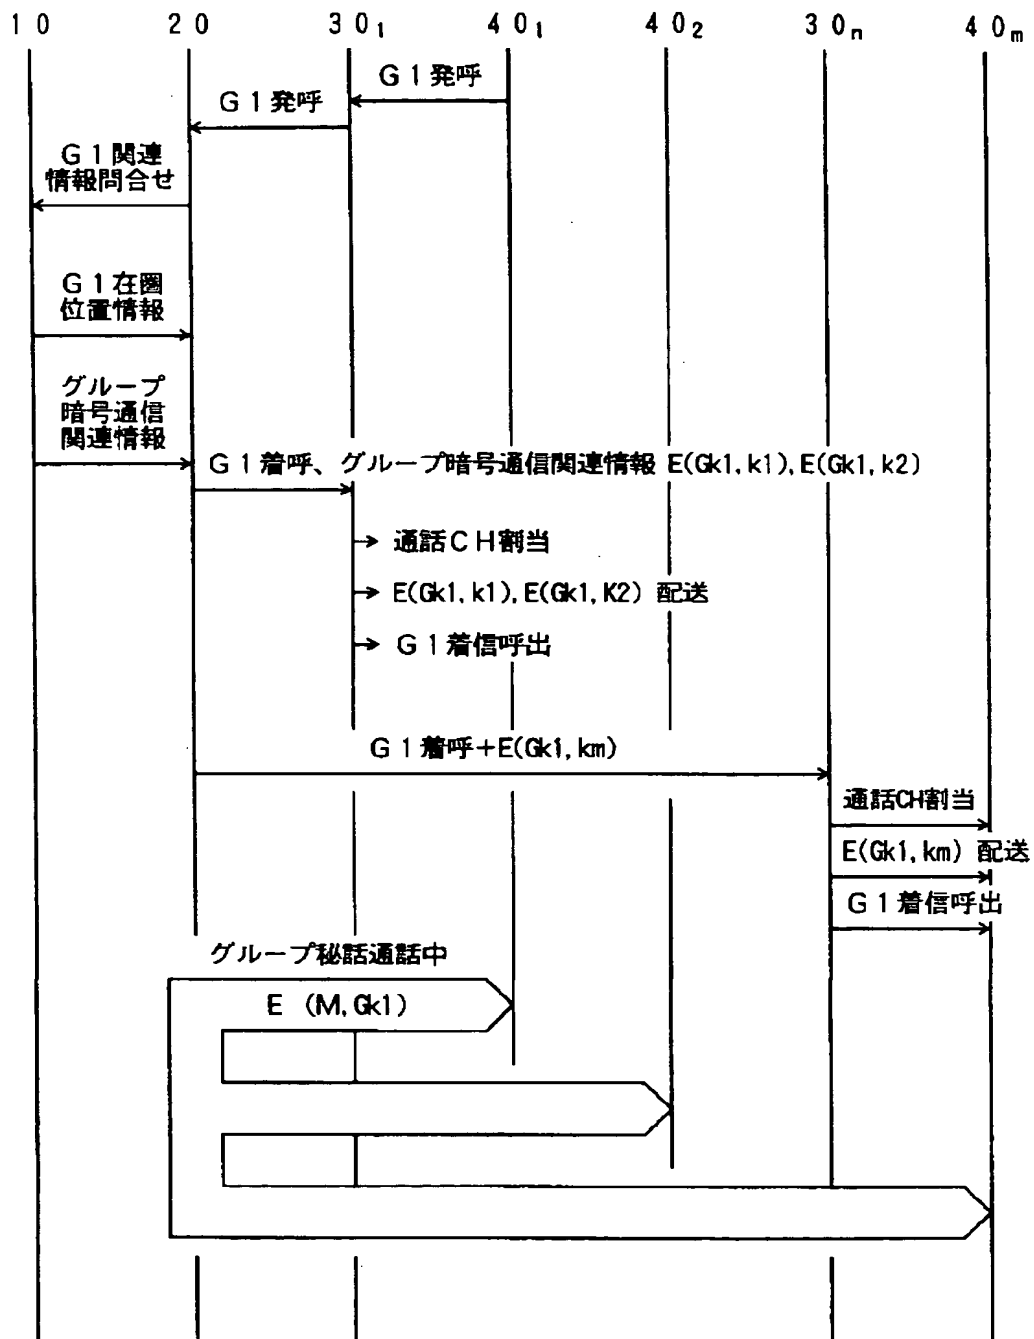 10 20 30₁ 40₁ 40₂ 30ₙ 40ₘ
G1発呼
G1発呼
G1関連
情報問合せ
G1在圏
位置情報
グループ
暗号通信
関連情報
G1着呼、グループ暗号通信関連情報 E(Gk1,k1),E(Gk1,k2)
通話CH割当
E(Gk1,k1),E(Gk1,K2) 配送
G1着信呼出
G1着呼+E(Gk1,km)
通話CH割当
E(Gk1,km) 配送
G1着信呼出
グループ秘話通話中
E (M,Gk1)